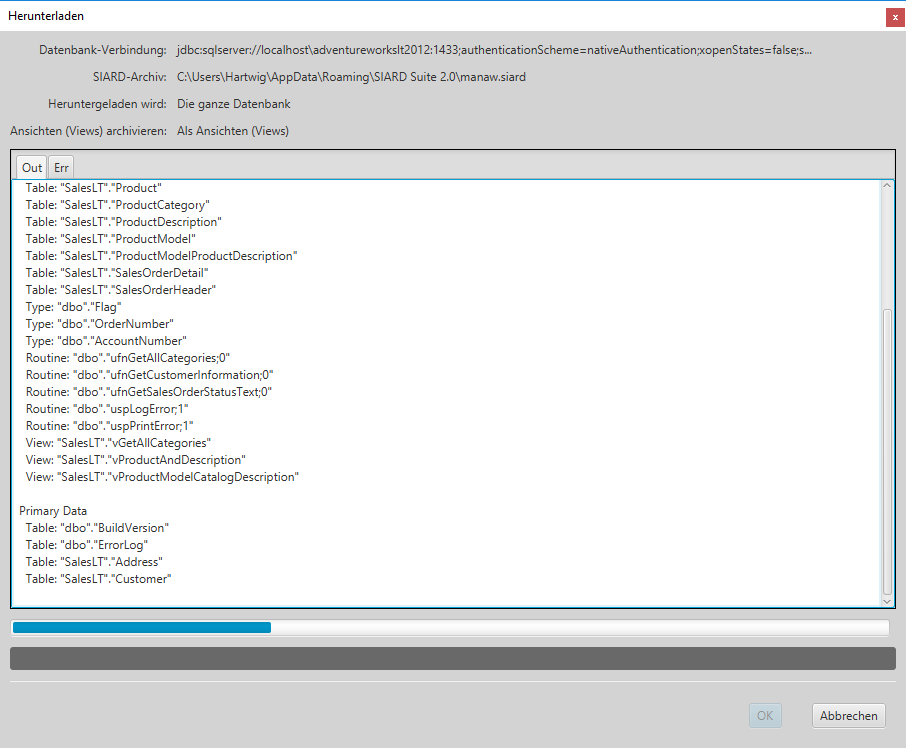 Herunterladen
x
Datenbank-Verbindung: jdbc:sqlserver://localhost\adventureworkslt2012:1433;authenticationScheme=nativeAuthentication;xopenStates=false;s...
SIARD-Archiv: C:\Users\Hartwig\AppData\Roaming\SIARD Suite 2.0\manaw.siard
Heruntergeladen wird: Die ganze Datenbank
Ansichten (Views) archivieren: Als Ansichten (Views)
Out Err
Table: "SalesLT"."Product"
Table: "SalesLT"."ProductCategory"
Table: "SalesLT"."ProductDescription"
Table: "SalesLT"."ProductModel"
Table: "SalesLT"."ProductModelProductDescription"
Table: "SalesLT"."SalesOrderDetail"
Table: "SalesLT"."SalesOrderHeader"
Type: "dbo"."Flag"
Type: "dbo"."OrderNumber"
Type: "dbo"."AccountNumber"
Routine: "dbo"."ufnGetAllCategories;0"
Routine: "dbo"."ufnGetCustomerInformation;0"
Routine: "dbo"."ufnGetSalesOrderStatusText;0"
Routine: "dbo"."uspLogError;1"
Routine: "dbo"."uspPrintError;1"
View: "SalesLT"."vGetAllCategories"
View: "SalesLT"."vProductAndDescription"
View: "SalesLT"."vProductModelCatalogDescription"
Primary Data
Table: "dbo"."BuildVersion"
Table: "dbo"."ErrorLog"
Table: "SalesLT"."Address"
Table: "SalesLT"."Customer"
OK Abbrechen